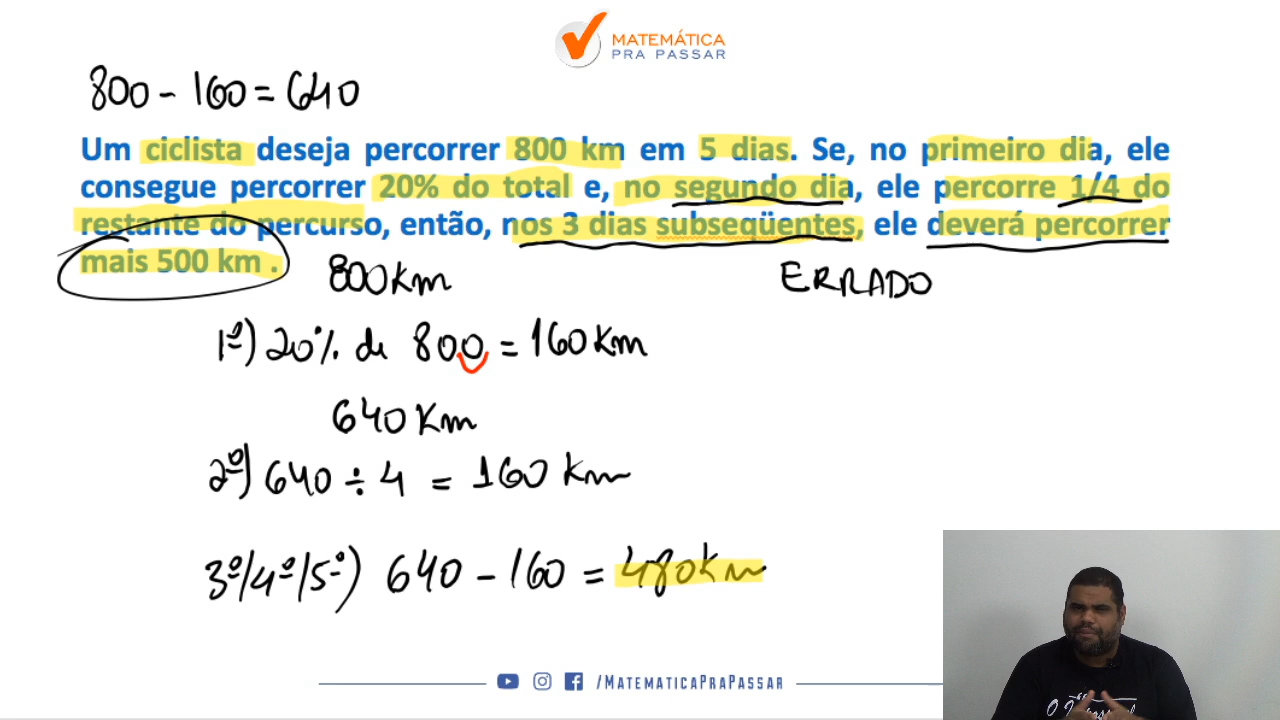 MATEMÁTICA
PRA PASSAR
800 - 160 = 640
Um ciclista deseja percorrer 800 km em 5 dias. Se, no primeiro dia, ele
consegue percorrer 20% do total e, no segundo dia, ele percorre 1/4 do
restante do percurso, então, nos 3 dias subseqüentes, ele deverá percorrer
mais 500 km .
800km
ERRADO
1º) 20% de 800 = 160km
640 Km
2º) 640 ÷ 4 = 160 km
3º/4º/5º) 640 - 160 = 480km
/MATEMATICAPRAPASSAR